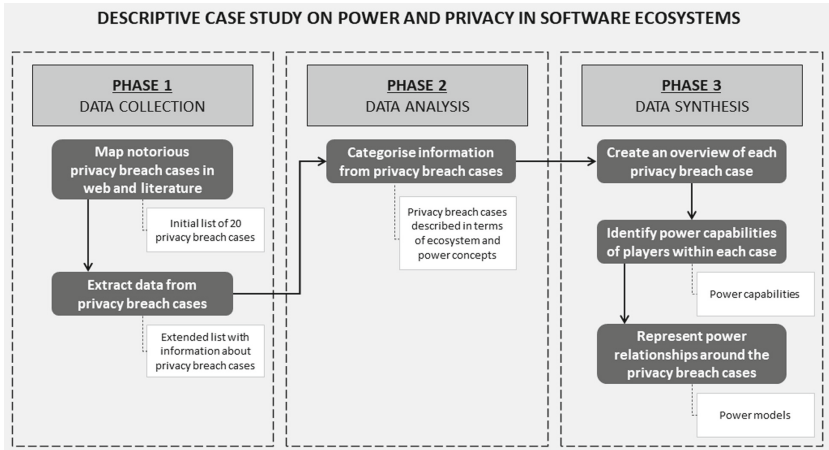 DESCRIPTIVE CASE STUDY ON POWER AND PRIVACY IN SOFTWARE ECOSYSTEMS
PHASE 1
DATA COLLECTION
Map notorious
privacy breach cases in
web and literature
Initial list of 20
privacy breach cases
Extract data from
privacy breach cases
Extended list with
information about
privacy breach cases
PHASE 2
DATA ANALYSIS
Categorise information
from privacy breach cases
Privacy breach cases
described in terms
of ecosystem and
power concepts
PHASE 3
DATA SYNTHESIS
Create an overview of each
privacy breach case
Identify power capabilities
of players within each case
Power capabilities
Represent power
relationships around the
privacy breach cases
Power models